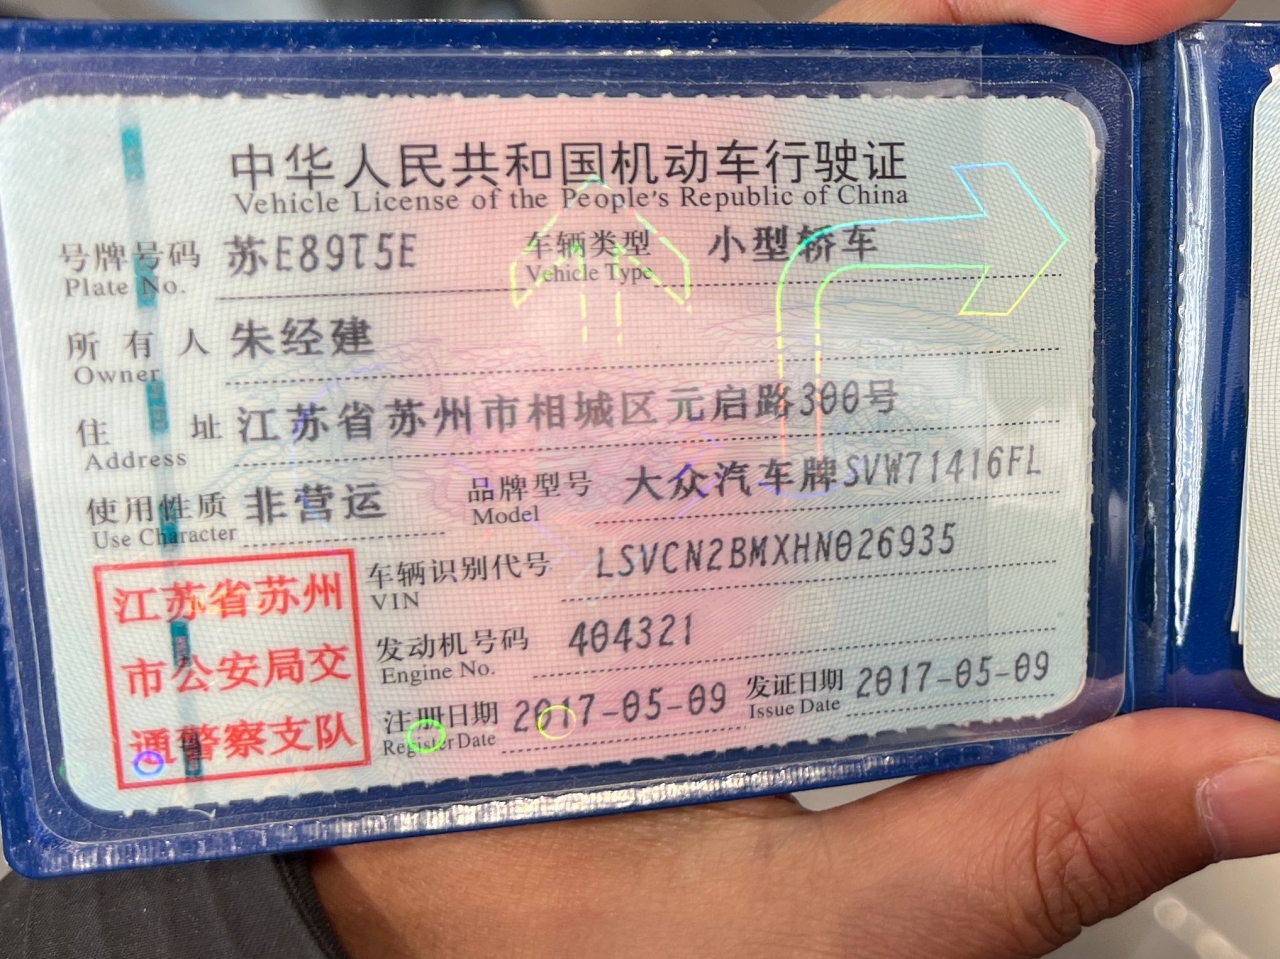 中华人民共和国机动车行驶证
Vehicle License of the People's Republic of China
号牌号码 苏E89T5E 车辆类型 小型轿车
Plate No. Vehicle Type
所有人 朱经建
Owner
住址 江苏省苏州市相城区元启路300号
Address
使用性质 非营运 品牌型号 大众汽车牌SVW71416FL
Use Character Model
车辆识别代号 LSVCN2BMXHN026935
VIN
发动机号码 404321
Engine No.
注册日期 2017-05-09 发证日期 2017-05-09
Register Date Issue Date
江苏省苏州
市公安局交
通警察支队